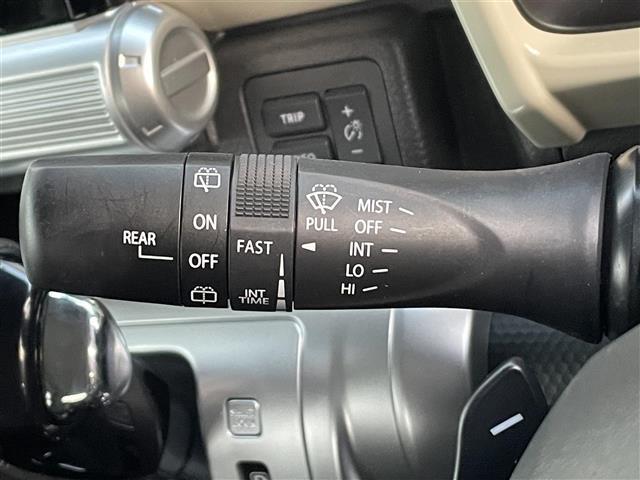 TRIP
+
-
MIST
PULL OFF
ON
REAR
FAST
INT
OFF
LO
HI
INT
TIME